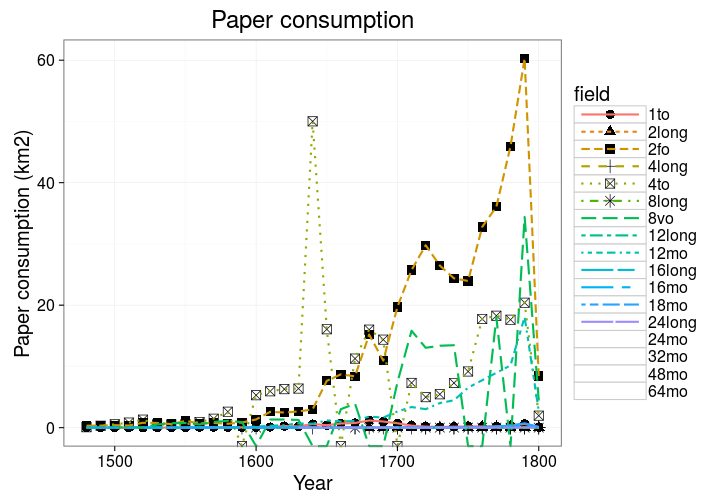 Paper consumption
Paper consumption (km2)
60
40
20
0
1500
1600
1700
1800
Year
field
1to
2long
2fo
4long
4to
8long
8vo
12long
12mo
16long
16mo
18mo
24long
24mo
32mo
48mo
64mo